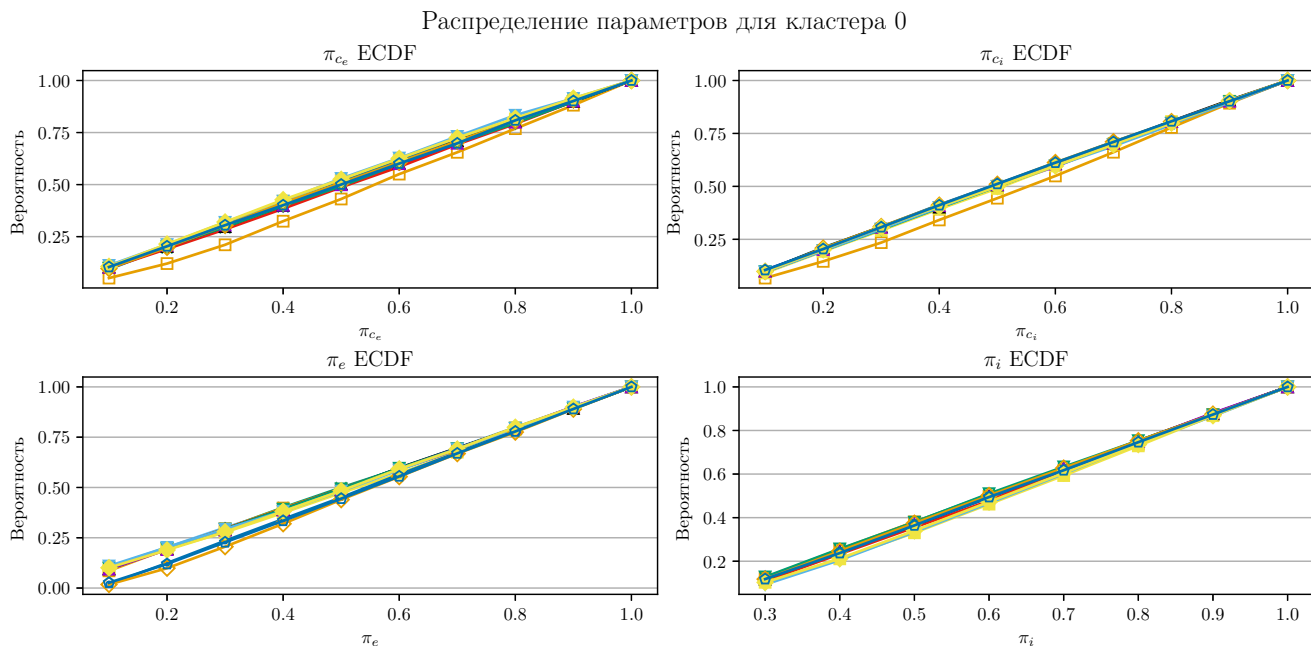 Распределение параметров для кластера 0
π_{c_e} ECDF
1.00
0.75
0.50
0.25
Вероятность
0.2 0.4 0.6 0.8 1.0
π_{c_e}
π_{c_i} ECDF
1.00
0.75
0.50
0.25
Вероятность
0.2 0.4 0.6 0.8 1.0
π_{c_i}
π_e ECDF
1.00
0.75
0.50
0.25
0.00
Вероятность
0.2 0.4 0.6 0.8 1.0
π_e
π_i ECDF
1.0
0.8
0.6
0.4
0.2
Вероятность
0.3 0.4 0.5 0.6 0.7 0.8 0.9 1.0
π_i